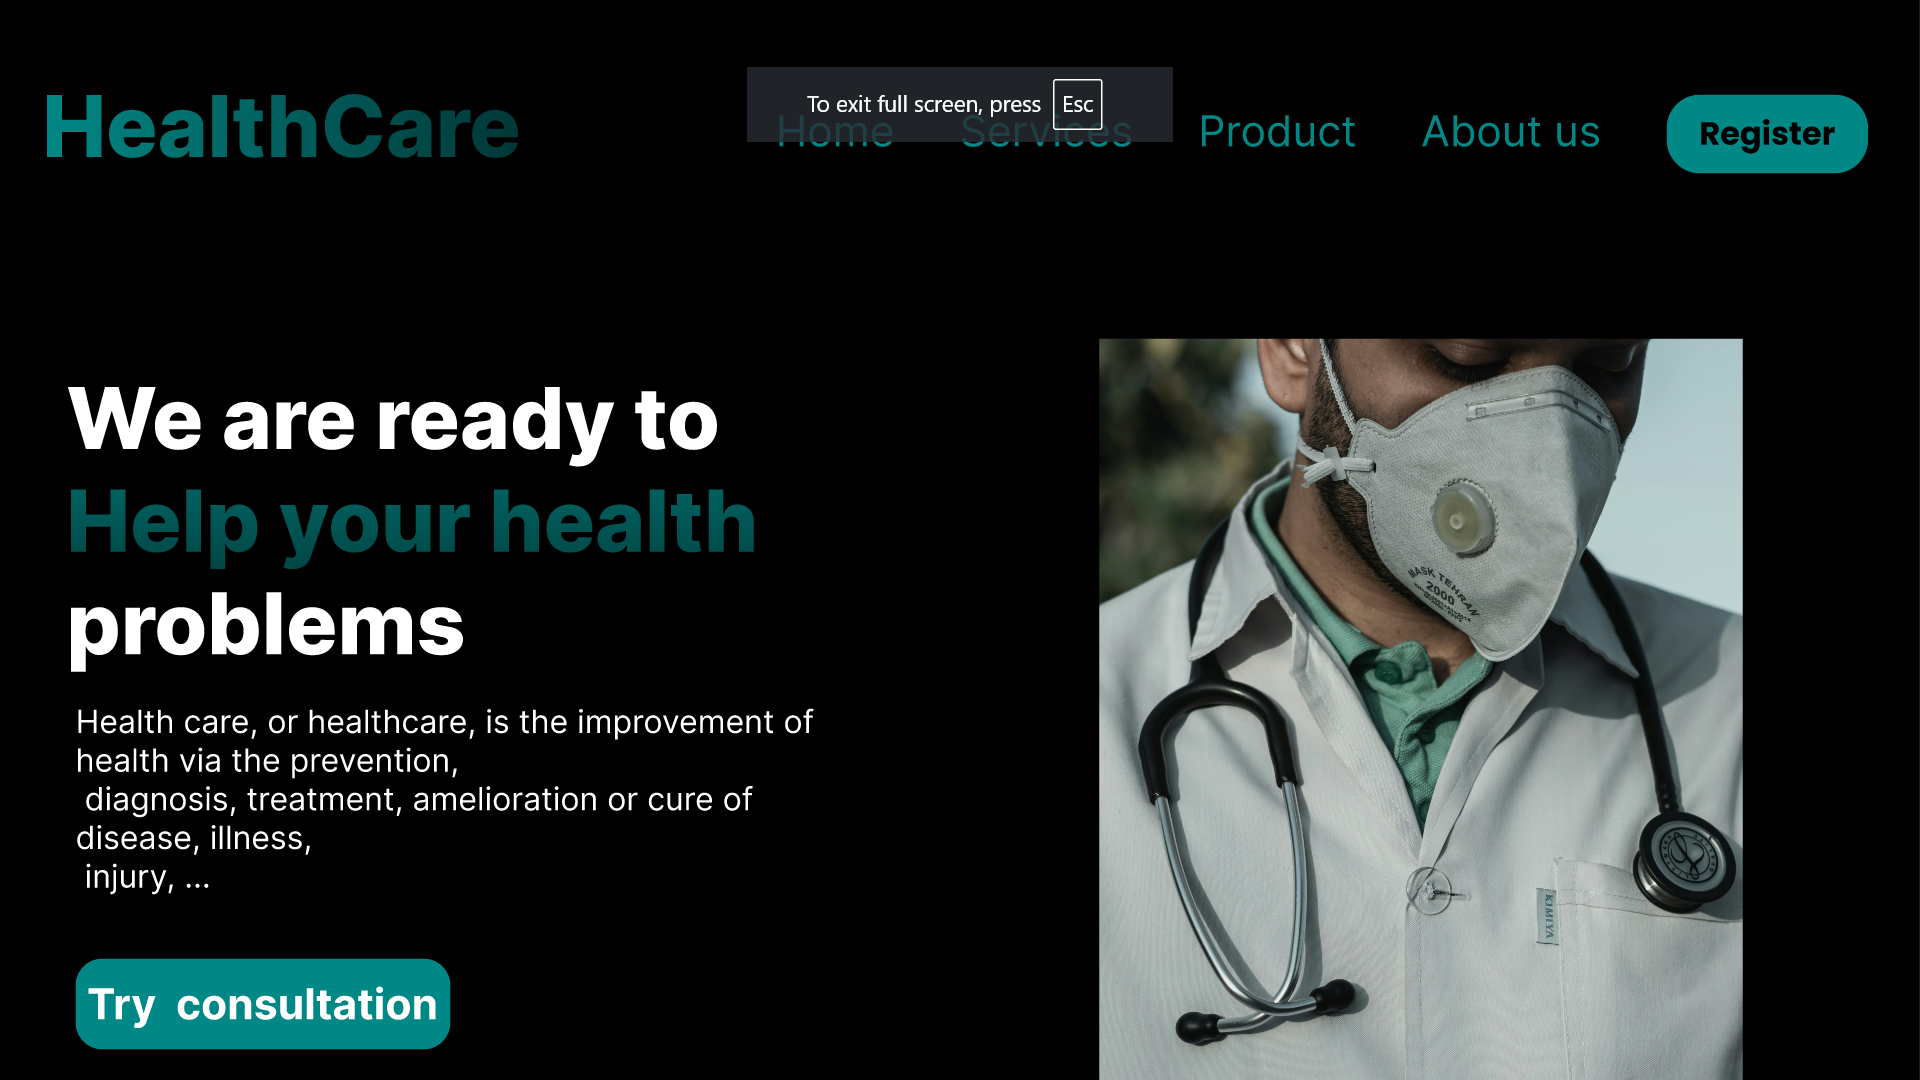 HealthCare
To exit full screen, press Esc
Home Services Product About us Register
We are ready to
Help your health
problems
Health care, or healthcare, is the improvement of
health via the prevention,
diagnosis, treatment, amelioration or cure of
disease, illness,
injury, ...
Try consultation
MASK TEHRAN
2000
KIMIYA